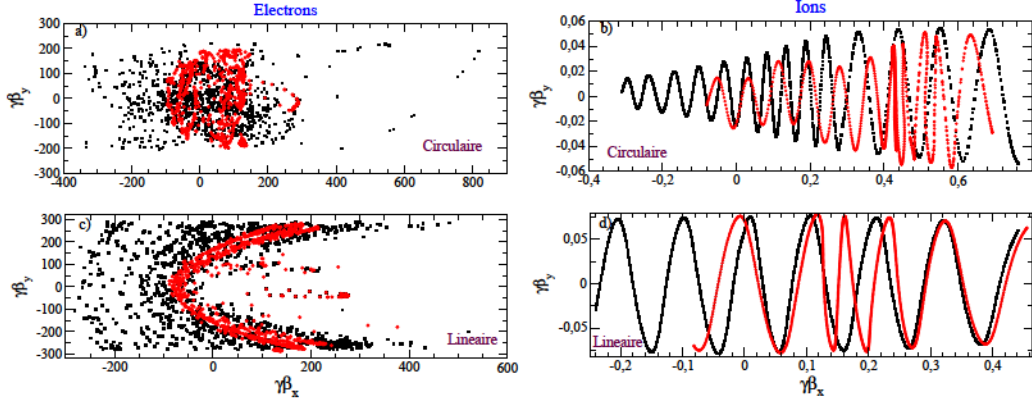 Electrons
Ions
a)
300
200
100
0
-100
-200
300
γβy
Circulaire
-400 -200 0 200 400 600 800
b)
0,06
0,04
0,02
0
-0,02
-0,04
-0,06
γβy
Circulaire
-0,4 -0,2 0 0,2 0,4 0,6
c)
300
200
100
0
-100
-200
-300
γβy
Lineaire
-200 0 200 400 600
γβx
d)
0,05
0
-0,05
γβy
Lineaire
-0,2 -0,1 0 0,1 0,2 0,3 0,4
γβx